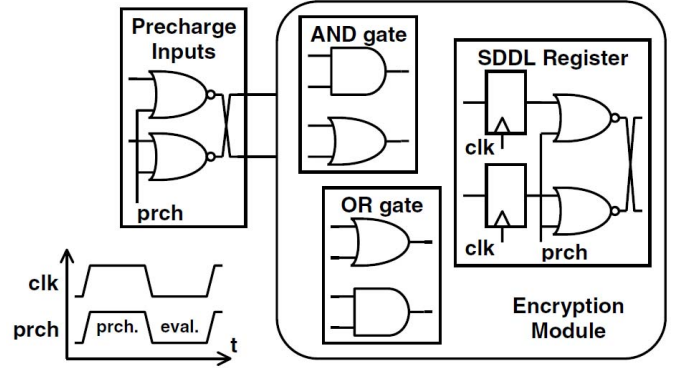 Precharge
Inputs
prch
AND gate
OR gate
SDDL Register
clk
clk
prch
Encryption
Module
clk
prch
prch.
eval.
t